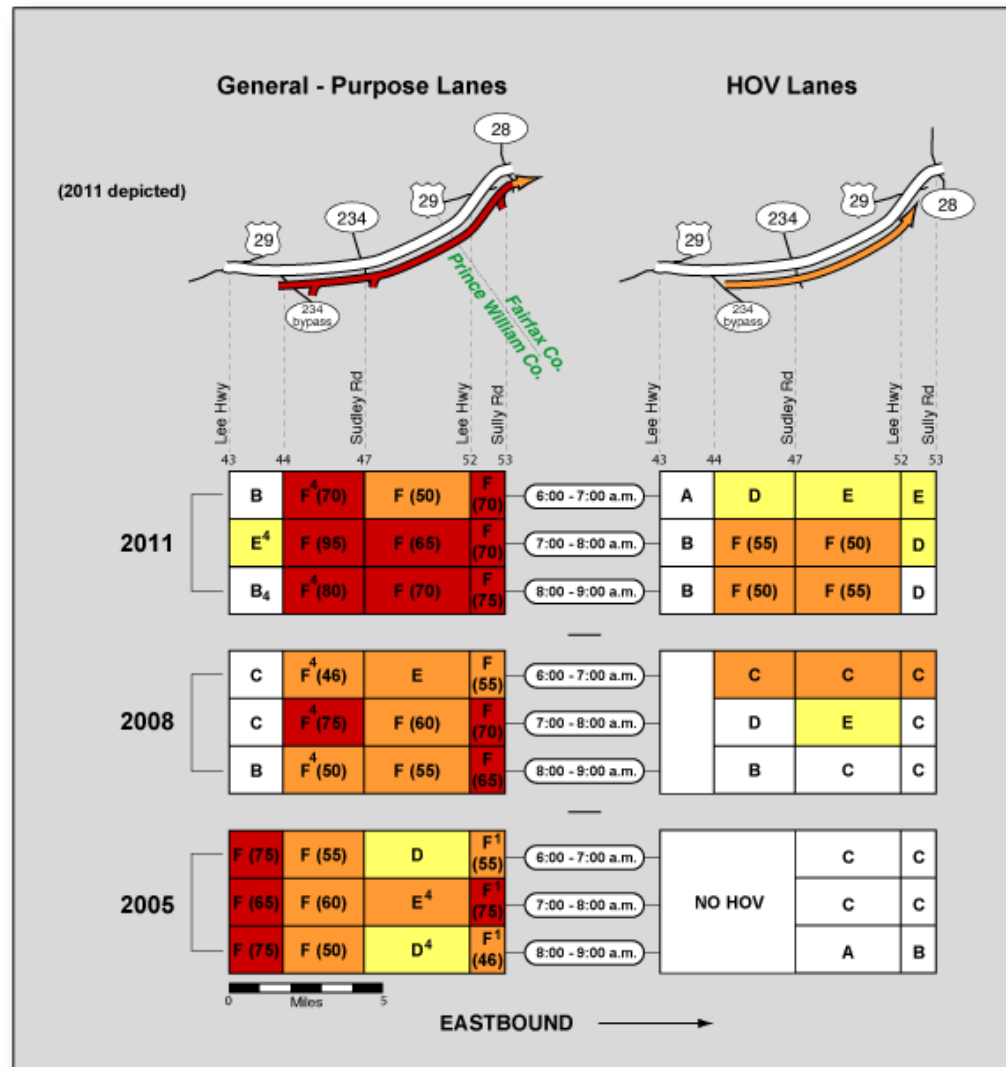 General - Purpose Lanes
HOV Lanes
(2011 depicted)
28
29
234
29
234 bypass
Fairfax Co.
Prince William Co.
28
29
234
29
234 bypass
Lee Hwy
Sudley Rd
Lee Hwy
Sully Rd
Lee Hwy
Sudley Rd
Lee Hwy
Sully Rd
43 44 47 52 53
43 44 47 52 53
2011
B F4(70) F (50) F (70) 6:00 - 7:00 a.m. A D E E
E4 F (95) F (65) F (70) 7:00 - 8:00 a.m. B F (55) F (50) D
B4 F4(80) F (70) F (75) 8:00 - 9:00 a.m. B F (50) F (55) D
2008
C F4(46) E F (55) 6:00 - 7:00 a.m. C C C
C F4(75) F (60) F (70) 7:00 - 8:00 a.m. D E C
B F4(50) F (55) F (65) 8:00 - 9:00 a.m. B C C
2005
F (75) F (55) D F1 (55) 6:00 - 7:00 a.m. NO HOV C C
F (65) F (60) E4 F1 (75) 7:00 - 8:00 a.m. C C
F (75) F (50) D4 F1 (46) 8:00 - 9:00 a.m. A B
0 Miles 5
EASTBOUND